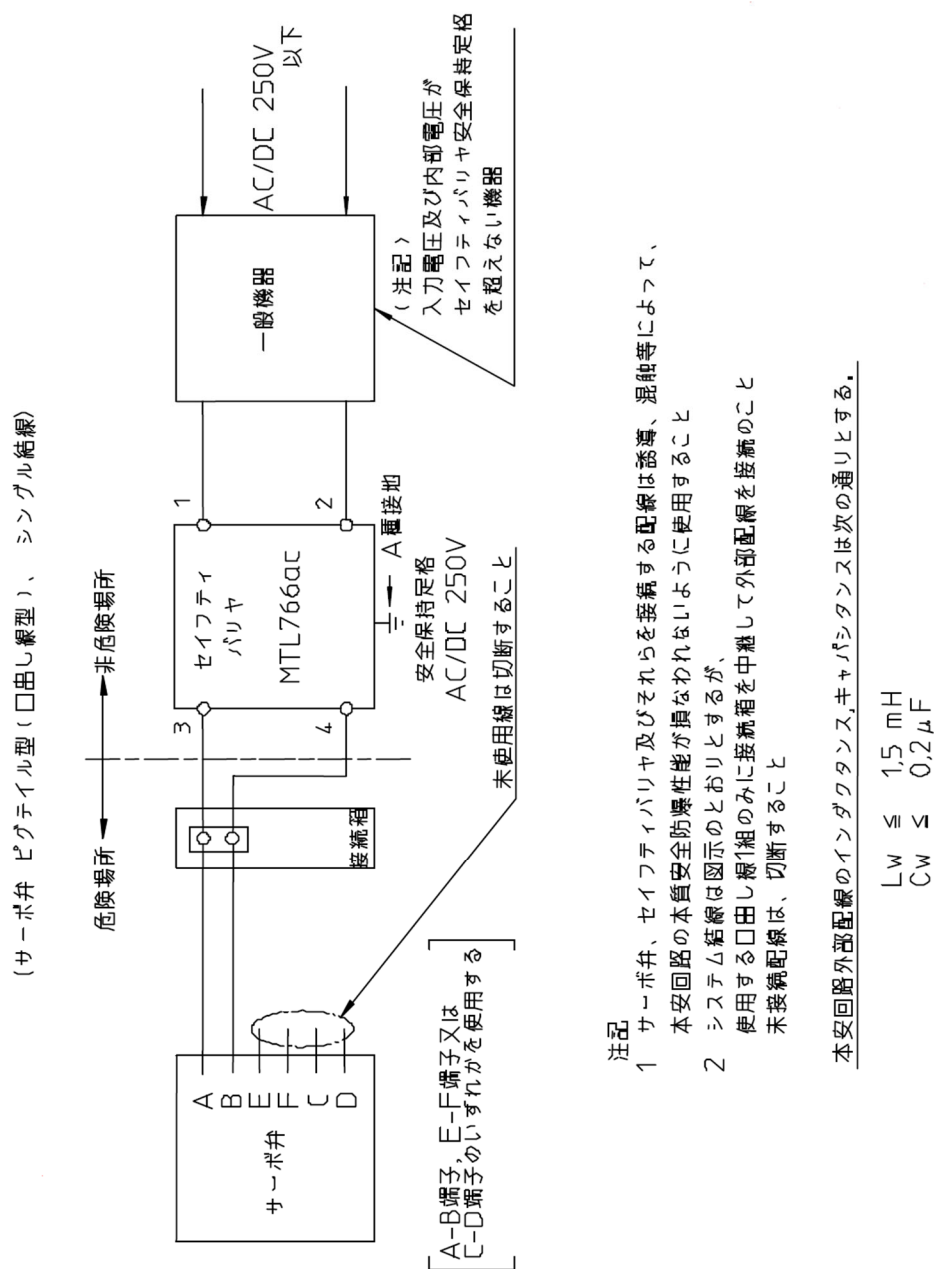 (サーボ弁 ピグテイル型(口出し線型)、 シングル結線)
危険場所
非危険場所
サーボ弁
A
B
E
F
C
D
接続箱
3
4
セイフティ
バリヤ
MTL766ac
1
2
A種接地
安全保持定格
AC/DC 250V
一般機器
AC/DC 250V
以下
(注記)
入力電圧及び内部電圧が
セイフティバリヤ安全保持定格
を超えない機器
未使用線は切断すること
A-B端子, E-F端子又は
C-D端子のいずれかを使用する
注記
1 サーボ弁、セイフティバリヤ及びそれらを接続する配線は誘導、混触等によって、
本安回路の本質安全防爆性能が損なわれないように使用すること
2 システム結線は図示のとおりとするが、
使用する口出し線1組のみに接続箱を中継して外部配線を接続のこと
未接続配線は、切断すること
本安回路外部配線のインダクタンス,キャパシタンスは次の通りとする.
Lw ≦ 1,5 mH
Cw ≦ 0,2μF